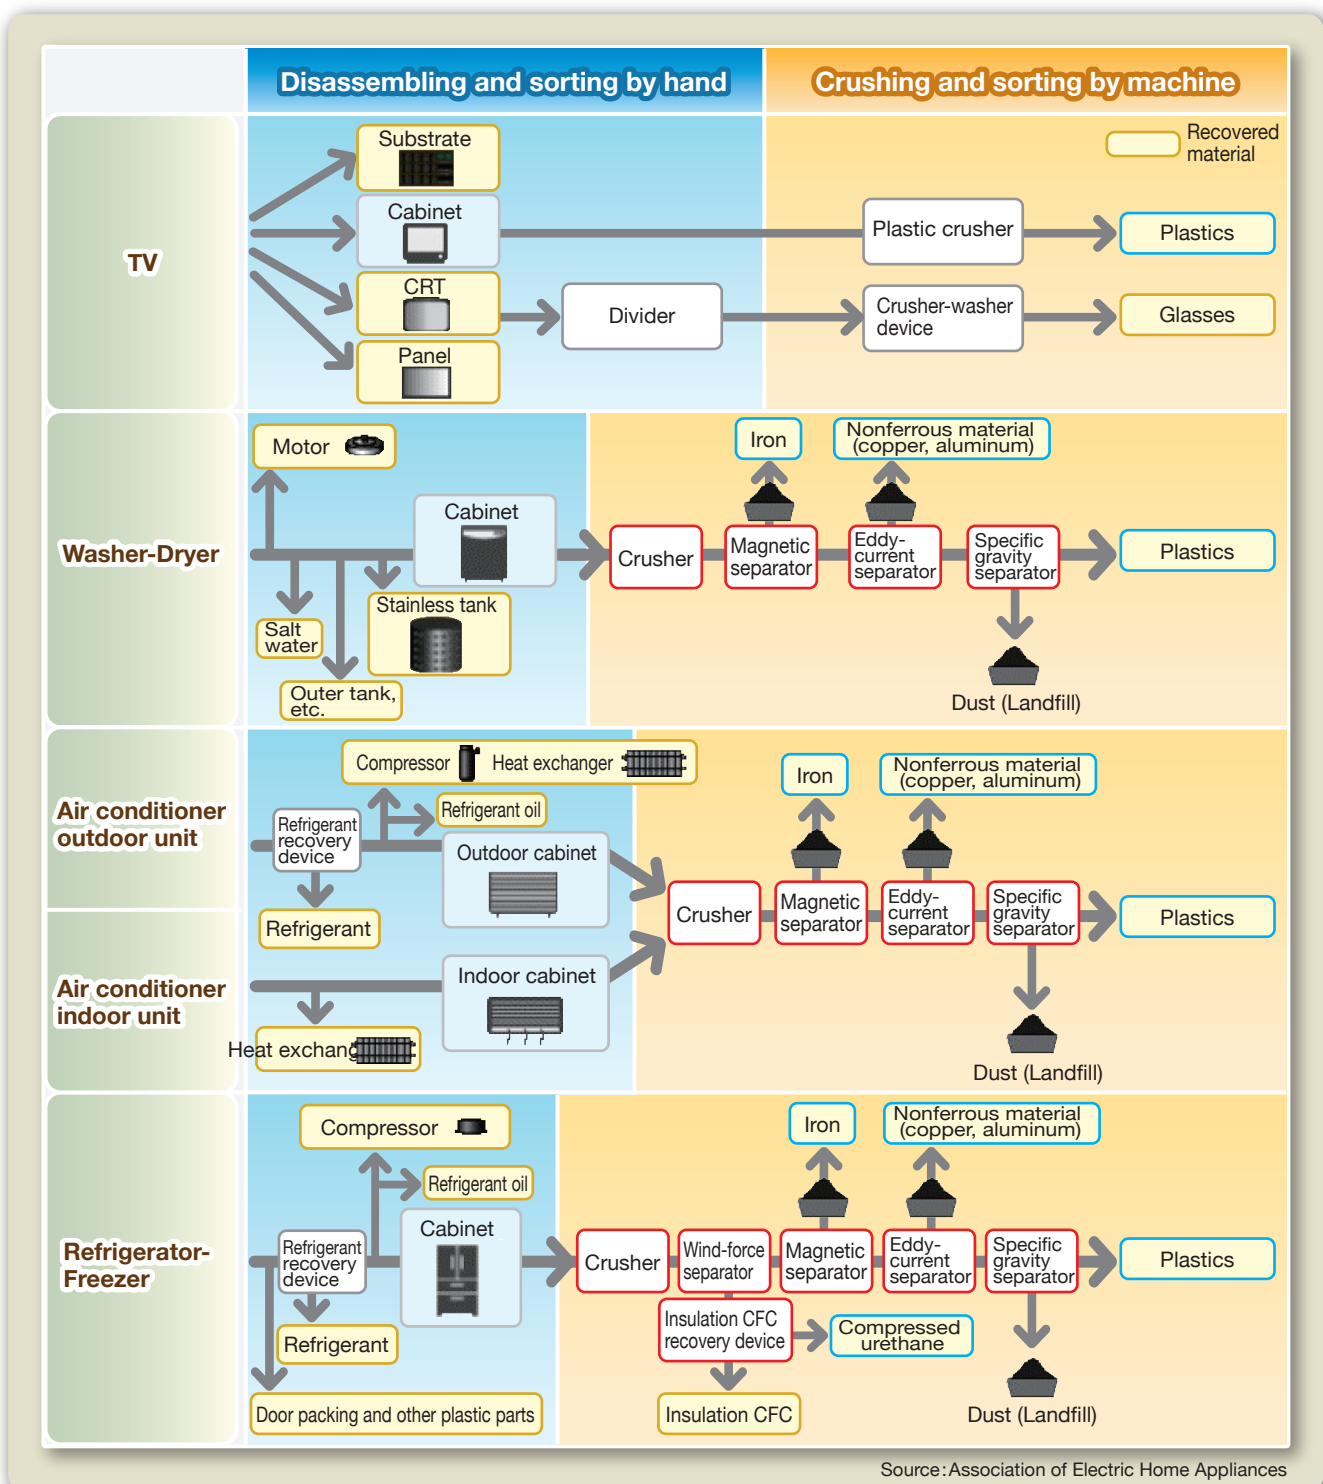 Disassembling and sorting by hand
Crushing and sorting by machine
Recovered
material
TV
Substrate
Cabinet
CRT
Panel
Divider
Plastic crusher
Crusher-washer
device
Plastics
Glasses
Washer-Dryer
Motor
Salt
water
Outer tank,
etc.
Stainless tank
Cabinet
Crusher
Magnetic
separator
Iron
Eddy-
current
separator
Nonferrous material
(copper, aluminum)
Specific
gravity
separator
Plastics
Dust (Landfill)
Air conditioner
outdoor unit
Refrigerant
recovery
device
Refrigerant
Compressor
Heat exchanger
Refrigerant oil
Outdoor cabinet
Air conditioner
indoor unit
Heat exchang
Indoor cabinet
Crusher
Magnetic
separator
Iron
Eddy-
current
separator
Nonferrous material
(copper, aluminum)
Specific
gravity
separator
Plastics
Dust (Landfill)
Refrigerator-
Freezer
Compressor
Refrigerant oil
Refrigerant
recovery
device
Refrigerant
Door packing and other plastic parts
Cabinet
Crusher
Wind-force
separator
Insulation CFC
recovery device
Insulation CFC
Compressed
urethane
Magnetic
separator
Iron
Eddy-
current
separator
Nonferrous material
(copper, aluminum)
Specific
gravity
separator
Plastics
Dust (Landfill)
Source:Association of Electric Home Appliances